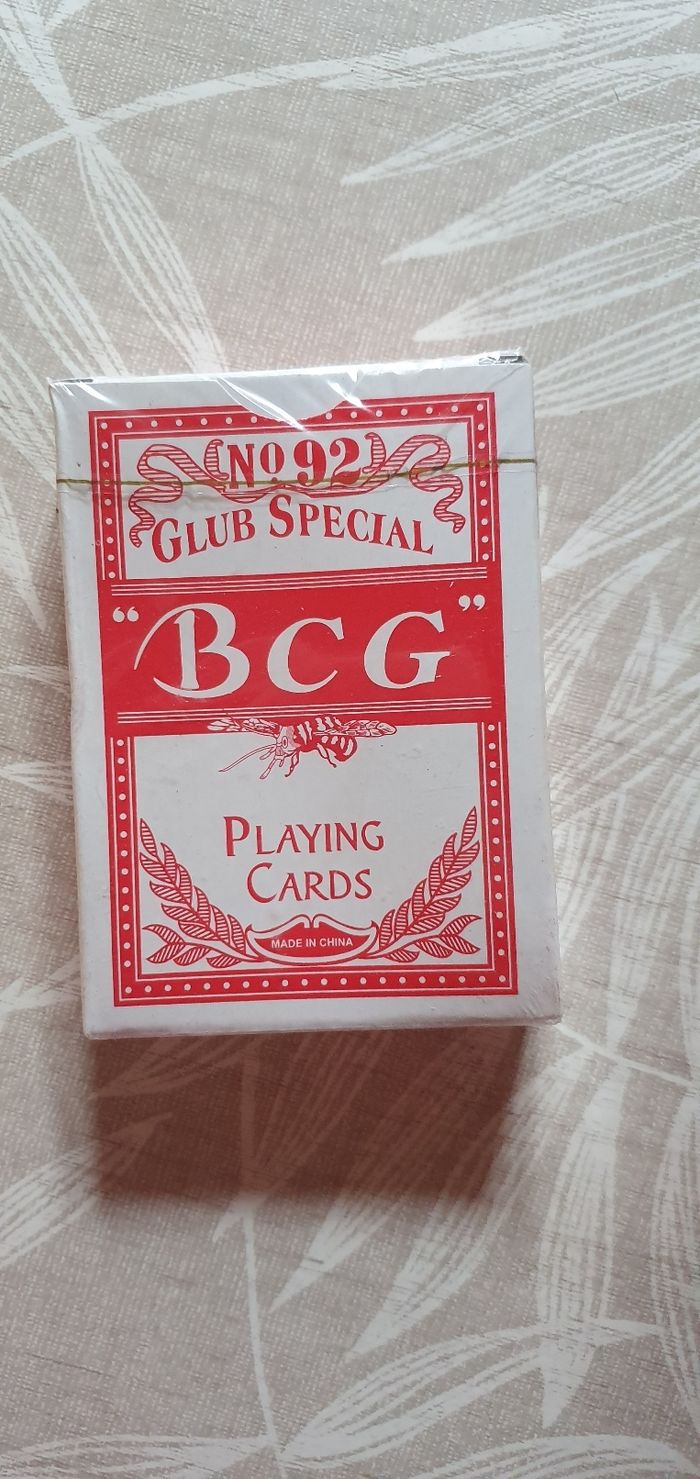 No 92
GLUB SPECIAL
“BCG”
PLAYING
CARDS
MADE IN CHINA